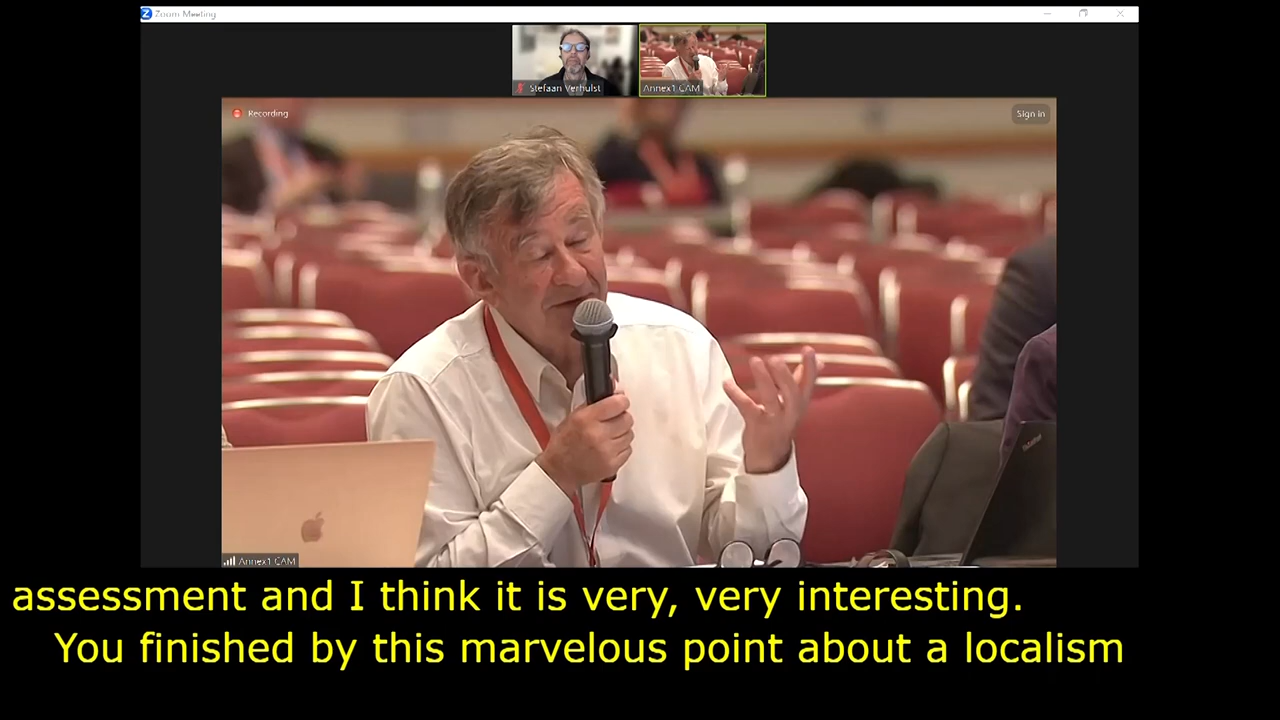 Zoom Meeting
Stefaan Verhulst
Annex1 CAM
Recording
Sign in
ThinkPad
Annex1 CAM
assessment and I think it is very, very interesting.
You finished by this marvelous point about a localism